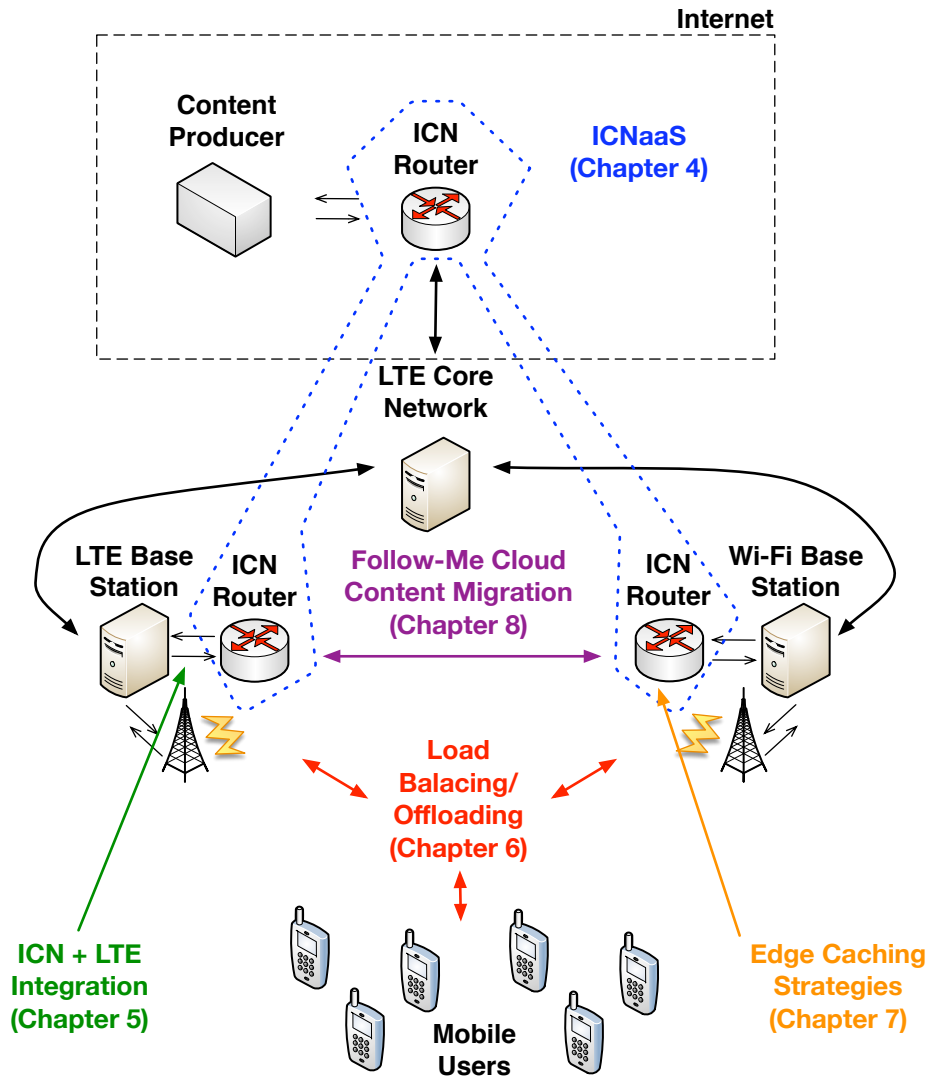 Internet
Content
Producer
ICN
Router
ICNaaS
(Chapter 4)
LTE Core
Network
LTE Base
Station
ICN
Router
Follow-Me Cloud
Content Migration
(Chapter 8)
ICN
Router
Wi-Fi Base
Station
Load
Balacing/
Offloading
(Chapter 6)
ICN + LTE
Integration
(Chapter 5)
Edge Caching
Strategies
(Chapter 7)
Mobile
Users